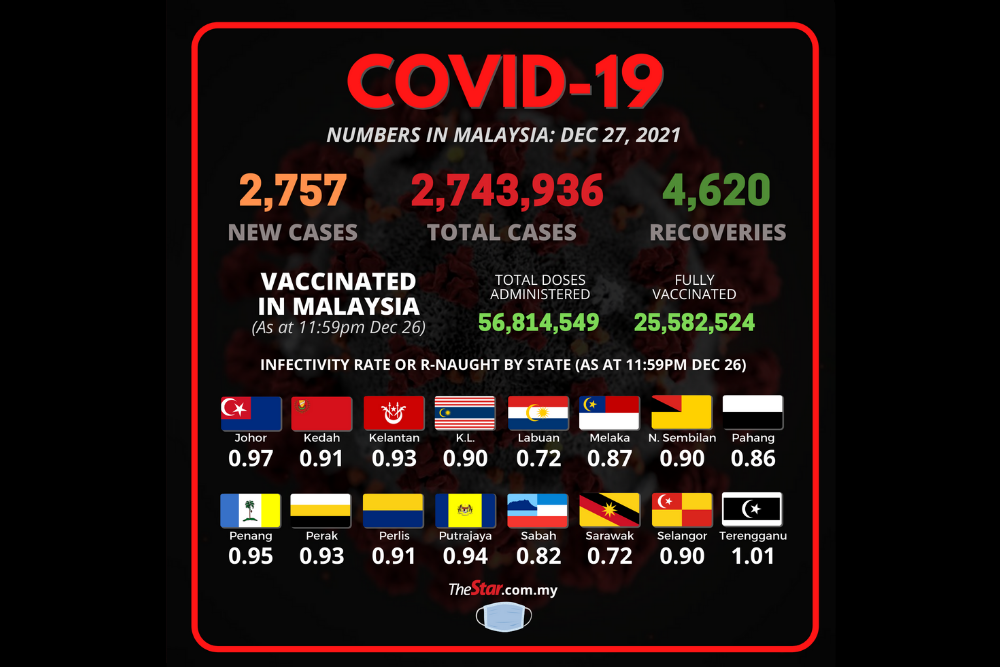 COVID-19
NUMBERS IN MALAYSIA: DEC 27, 2021
2,757 2,743,936 4,620
NEW CASES TOTAL CASES RECOVERIES
VACCINATED
IN MALAYSIA
(As at 11:59pm Dec 26)
TOTAL DOSES
ADMINISTERED
56,814,549
FULLY
VACCINATED
25,582,524
INFECTIVITY RATE OR R-NAUGHT BY STATE (AS AT 11:59PM DEC 26)
Johor Kedah Kelantan K.L. Labuan Melaka N. Sembilan Pahang
0.97 0.91 0.93 0.90 0.72 0.87 0.90 0.86
Penang Perak Perlis Putrajaya Sabah Sarawak Selangor Terengganu
0.95 0.93 0.91 0.94 0.82 0.72 0.90 1.01
TheStar.com.my